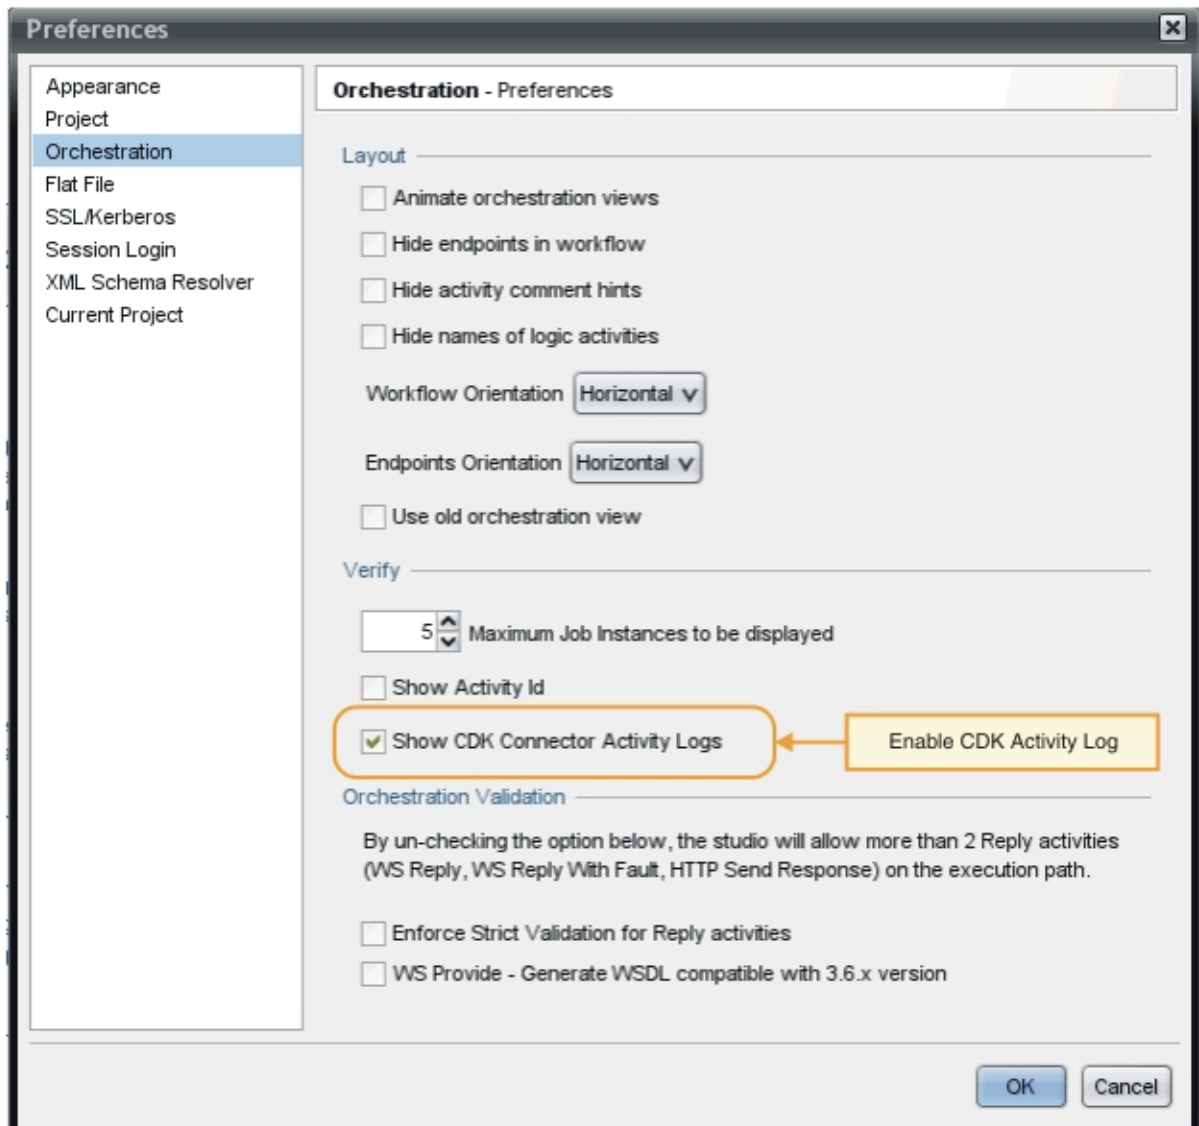 Preferences
Appearance
Project
Orchestration
Flat File
SSL/Kerberos
Session Login
XML Schema Resolver
Current Project
Orchestration - Preferences
Layout
Animate orchestration views
Hide endpoints in workflow
Hide activity comment hints
Hide names of logic activities
Workflow Orientation Horizontal
Endpoints Orientation Horizontal
Use old orchestration view
Verify
5 Maximum Job Instances to be displayed
Show Activity Id
Show CDK Connector Activity Logs
Enable CDK Activity Log
Orchestration Validation
By un-checking the option below, the studio will allow more than 2 Reply activities
(WS Reply, WS Reply With Fault, HTTP Send Response) on the execution path.
Enforce Strict Validation for Reply activities
WS Provide - Generate WSDL compatible with 3.6.x version
OK Cancel